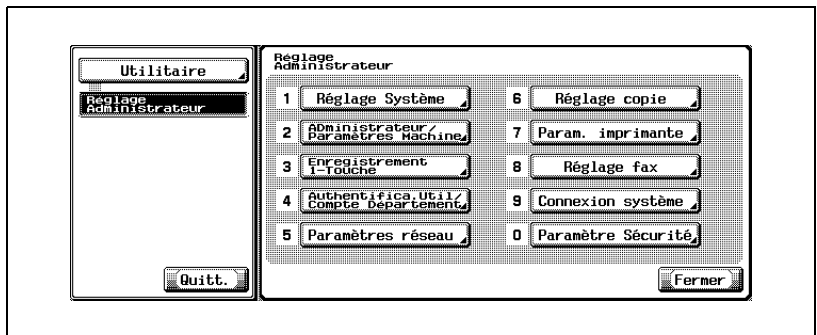 Utilitaire
Réglage
Administrateur
Quitt.
Réglage
Administrateur
1 Réglage Système
2 ADministrateur/
Paramètres Machine
3 Enregistrement
1-Touche
4 Authentifica.Util/
Compte Département
5 Paramètres réseau
6 Réglage copie
7 Param. imprimante
8 Réglage fax
9 Connexion système
0 Paramètre Sécurité
Fermer